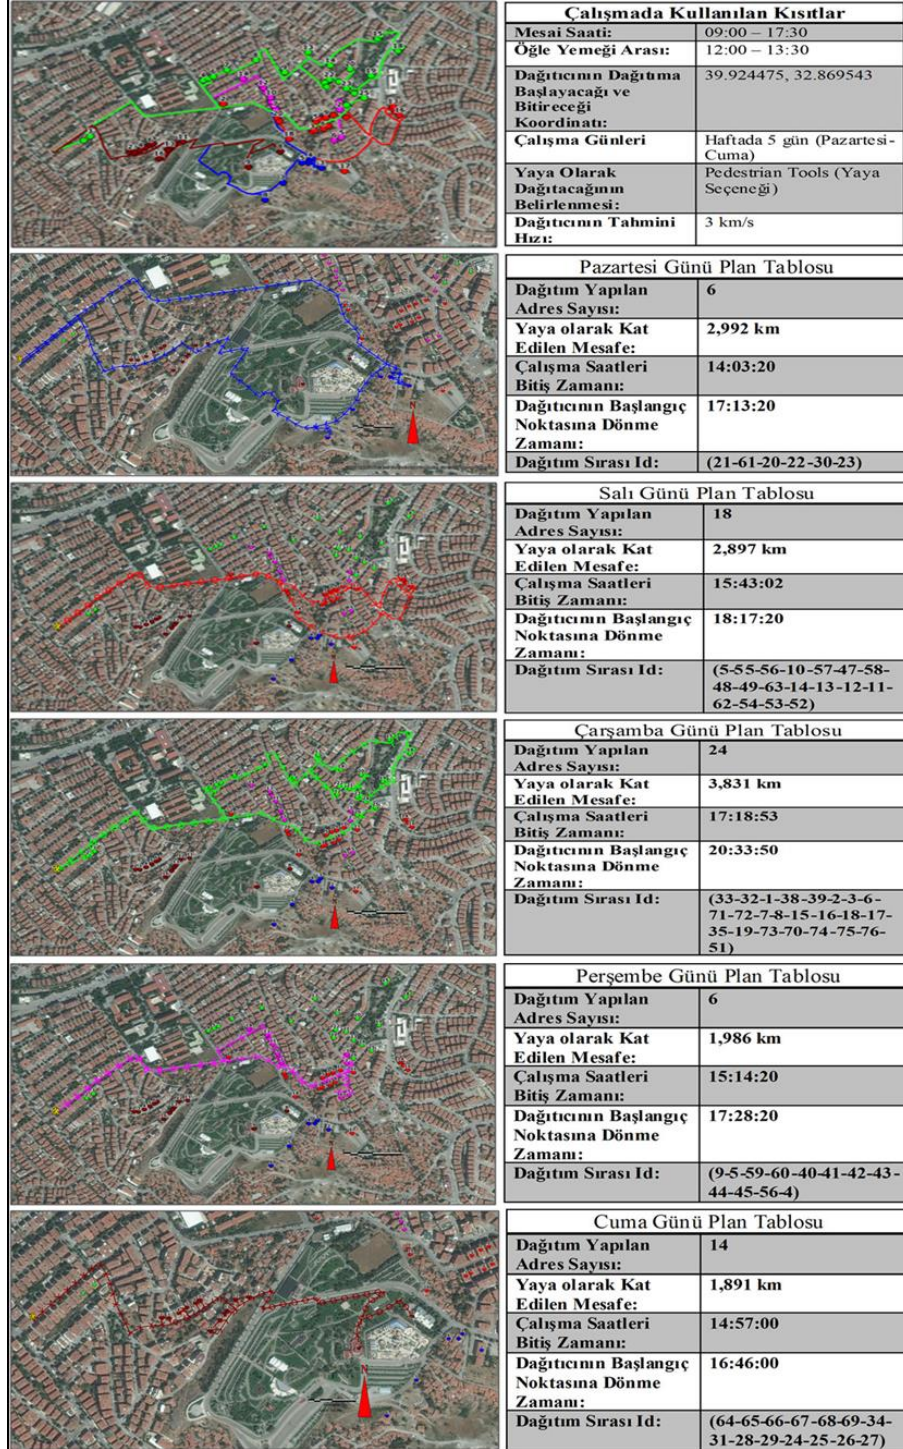 Çalışmada Kullanılan Kısıtlar
Mesai Saati: 09:00 – 17:30
Öğle Yemeği Arası: 12:00 – 13:30
Dağıtıcının Dağıtıma 39.924475, 32.869543
Başlayacağı ve
Bitireceği
Koordinatı:
Çalışma Günleri Haftada 5 gün (Pazartesi-
Cuma)
Yaya Olarak Pedestrian Tools (Yaya
Dağıtacağının Seçeneği)
Belirlenmesi:
Dağıtıcının Tahmini 3 km/s
Hızı:
Pazartesi Günü Plan Tablosu
Dağıtım Yapılan 6
Adres Sayısı:
Yaya olarak Kat 2,992 km
Edilen Mesafe:
Çalışma Saatleri 14:03:20
Bitiş Zamanı:
Dağıtıcının Başlangıç 17:13:20
Noktasına Dönme
Zamanı:
Dağıtım Sırası Id: (21-61-20-22-30-23)
Salı Günü Plan Tablosu
Dağıtım Yapılan 18
Adres Sayısı:
Yaya olarak Kat 2,897 km
Edilen Mesafe:
Çalışma Saatleri 15:43:02
Bitiş Zamanı:
Dağıtıcının Başlangıç 18:17:20
Noktasına Dönme
Zamanı:
Dağıtım Sırası Id: (5-55-56-10-57-47-58-
48-49-63-14-13-12-11-
62-54-53-52)
Çarşamba Günü Plan Tablosu
Dağıtım Yapılan 24
Adres Sayısı:
Yaya olarak Kat 3,831 km
Edilen Mesafe:
Çalışma Saatleri 17:18:53
Bitiş Zamanı:
Dağıtıcının Başlangıç 20:33:50
Noktasına Dönme
Zamanı:
Dağıtım Sırası Id: (33-32-1-38-39-2-3-6-
71-72-7-8-15-16-18-17-
35-19-73-70-74-75-76-
51)
Perşembe Günü Plan Tablosu
Dağıtım Yapılan 6
Adres Sayısı:
Yaya olarak Kat 1,986 km
Edilen Mesafe:
Çalışma Saatleri 15:14:20
Bitiş Zamanı:
Dağıtıcının Başlangıç 17:28:20
Noktasına Dönme
Zamanı:
Dağıtım Sırası Id: (9-5-59-60-40-41-42-43-
44-45-56-4)
Cuma Günü Plan Tablosu
Dağıtım Yapılan 14
Adres Sayısı:
Yaya olarak Kat 1,891 km
Edilen Mesafe:
Çalışma Saatleri 14:57:00
Bitiş Zamanı:
Dağıtıcının Başlangıç 16:46:00
Noktasına Dönme
Zamanı:
Dağıtım Sırası Id: (64-65-66-67-68-69-34-
31-28-29-24-25-26-27)